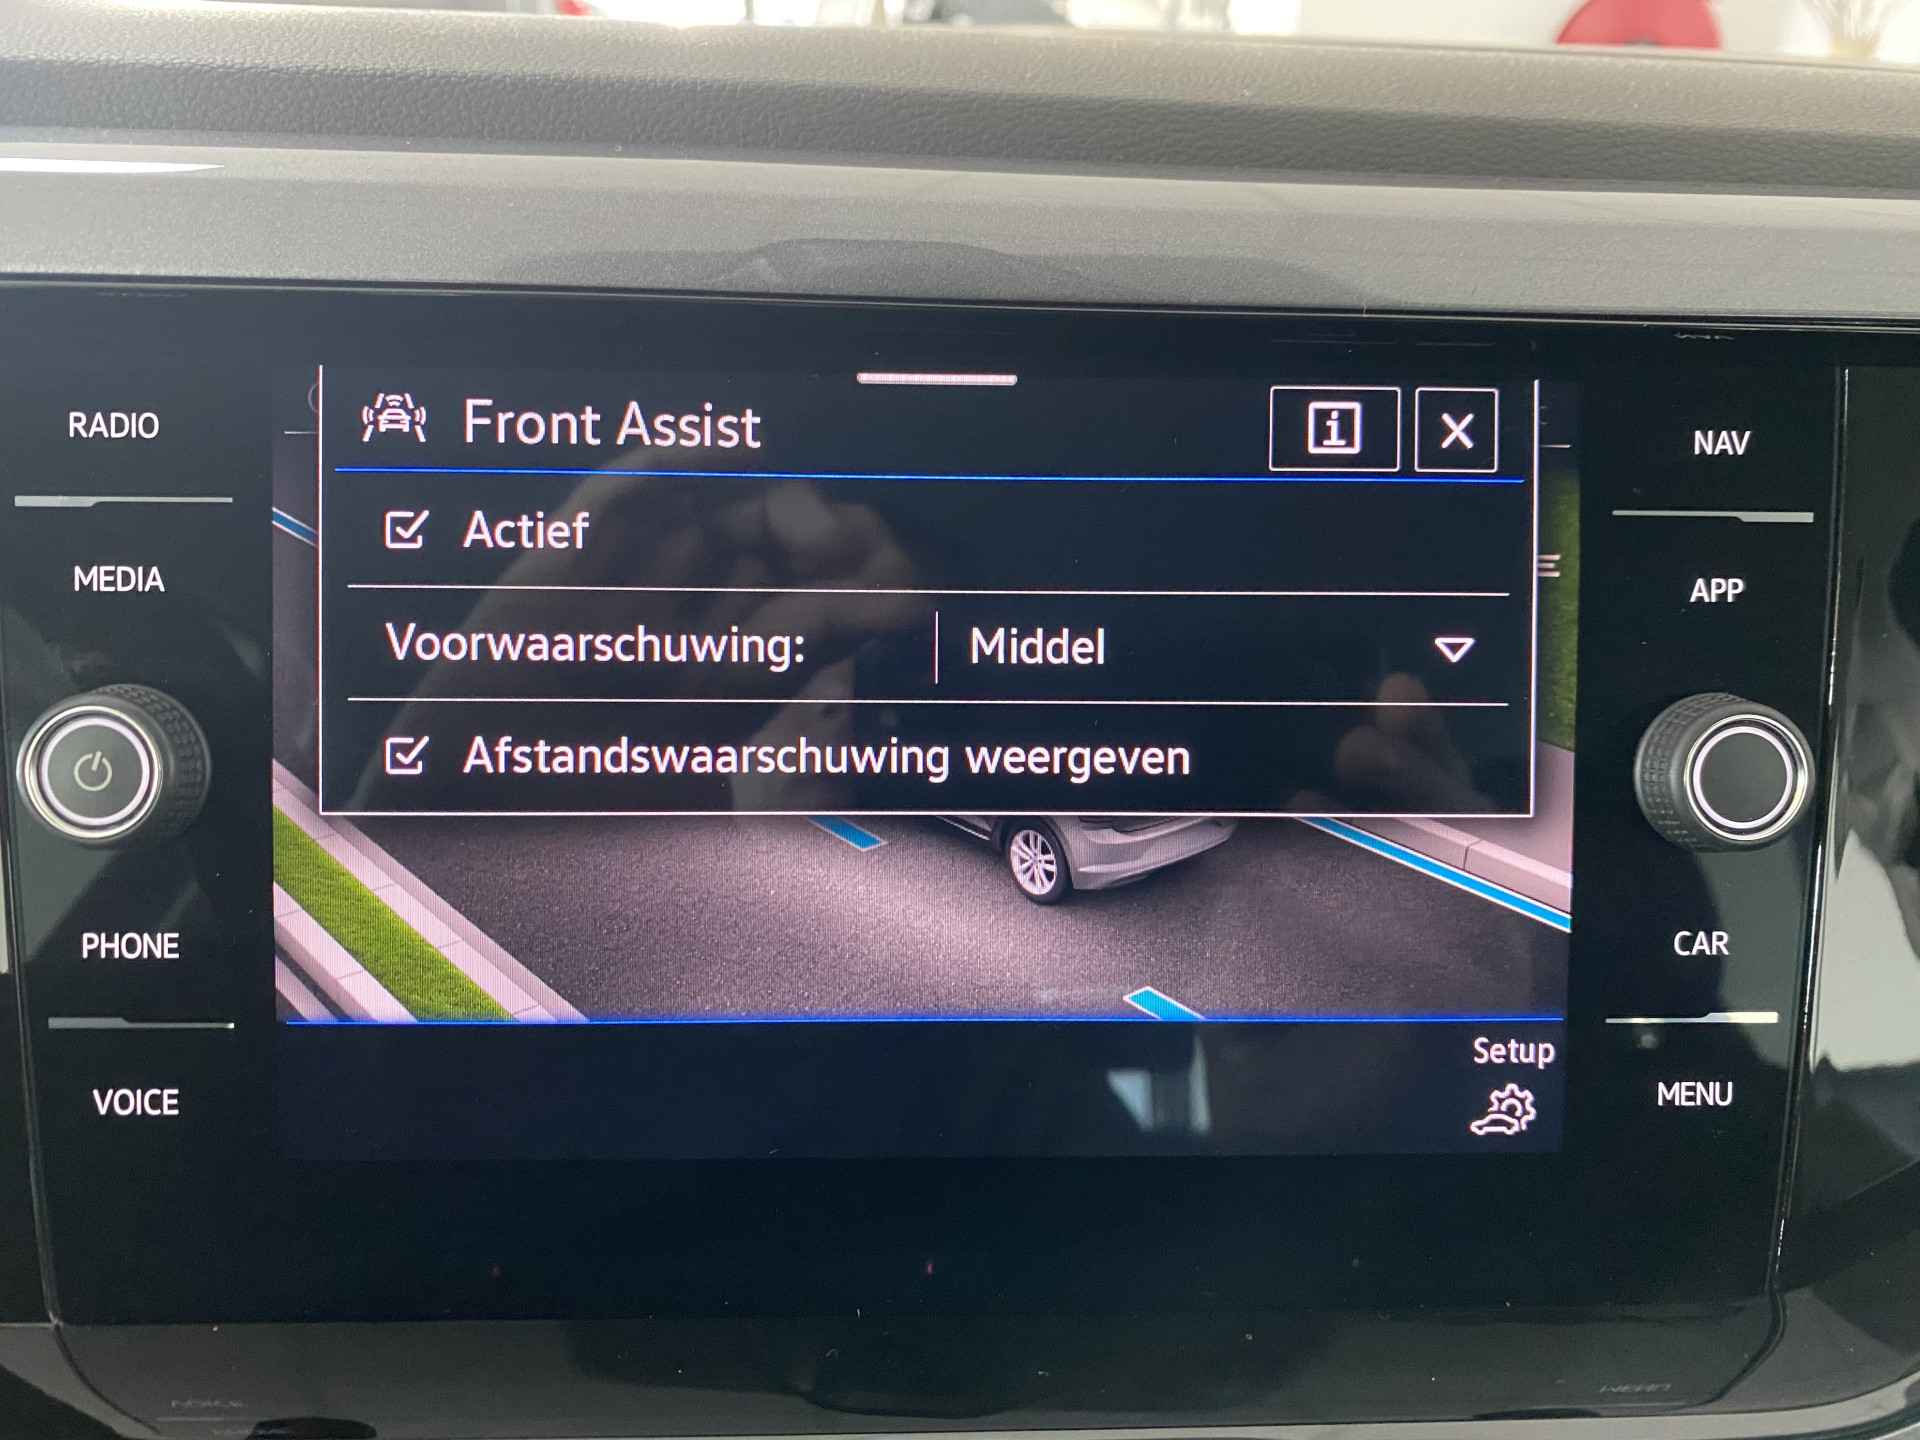 RADIO
MEDIA
PHONE
VOICE
Front Assist
Actief
Voorwaarschuwing: Middel
Afstandswaarschuwing weergeven
Setup
NAV
APP
CAR
MENU